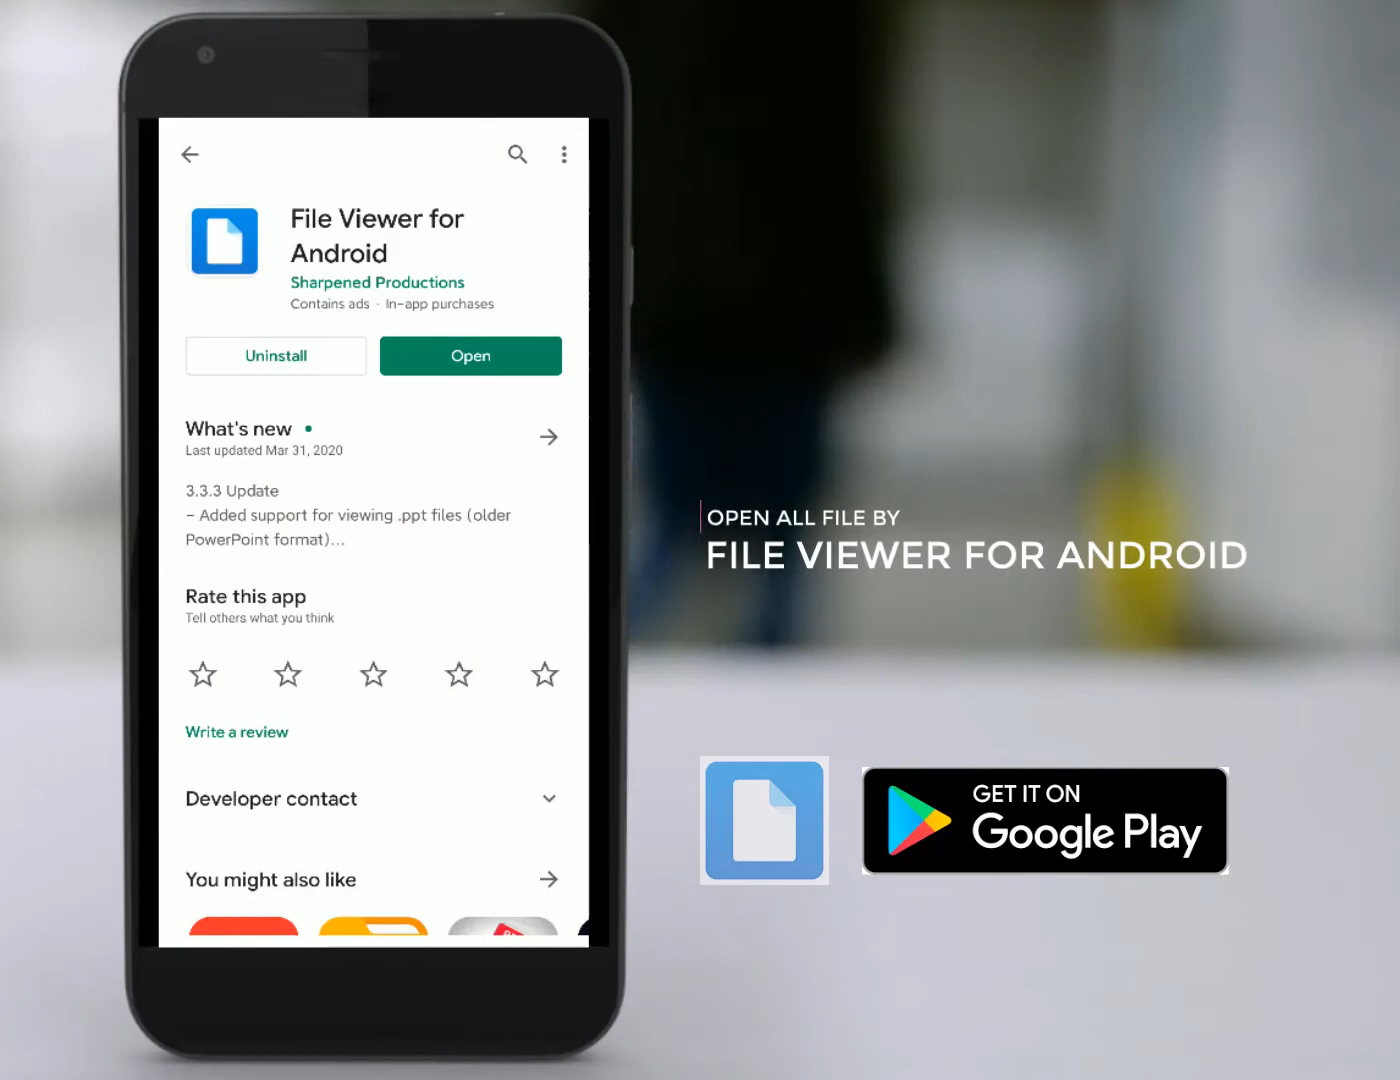 File Viewer for
Android
Sharpened Productions
Contains ads · In-app purchases
Uninstall
Open
What's new
Last updated Mar 31, 2020
3.3.3 Update
– Added support for viewing .ppt files (older
PowerPoint format)...
Rate this app
Tell others what you think
Write a review
Developer contact
You might also like
OPEN ALL FILE BY
FILE VIEWER FOR ANDROID
GET IT ON
Google Play